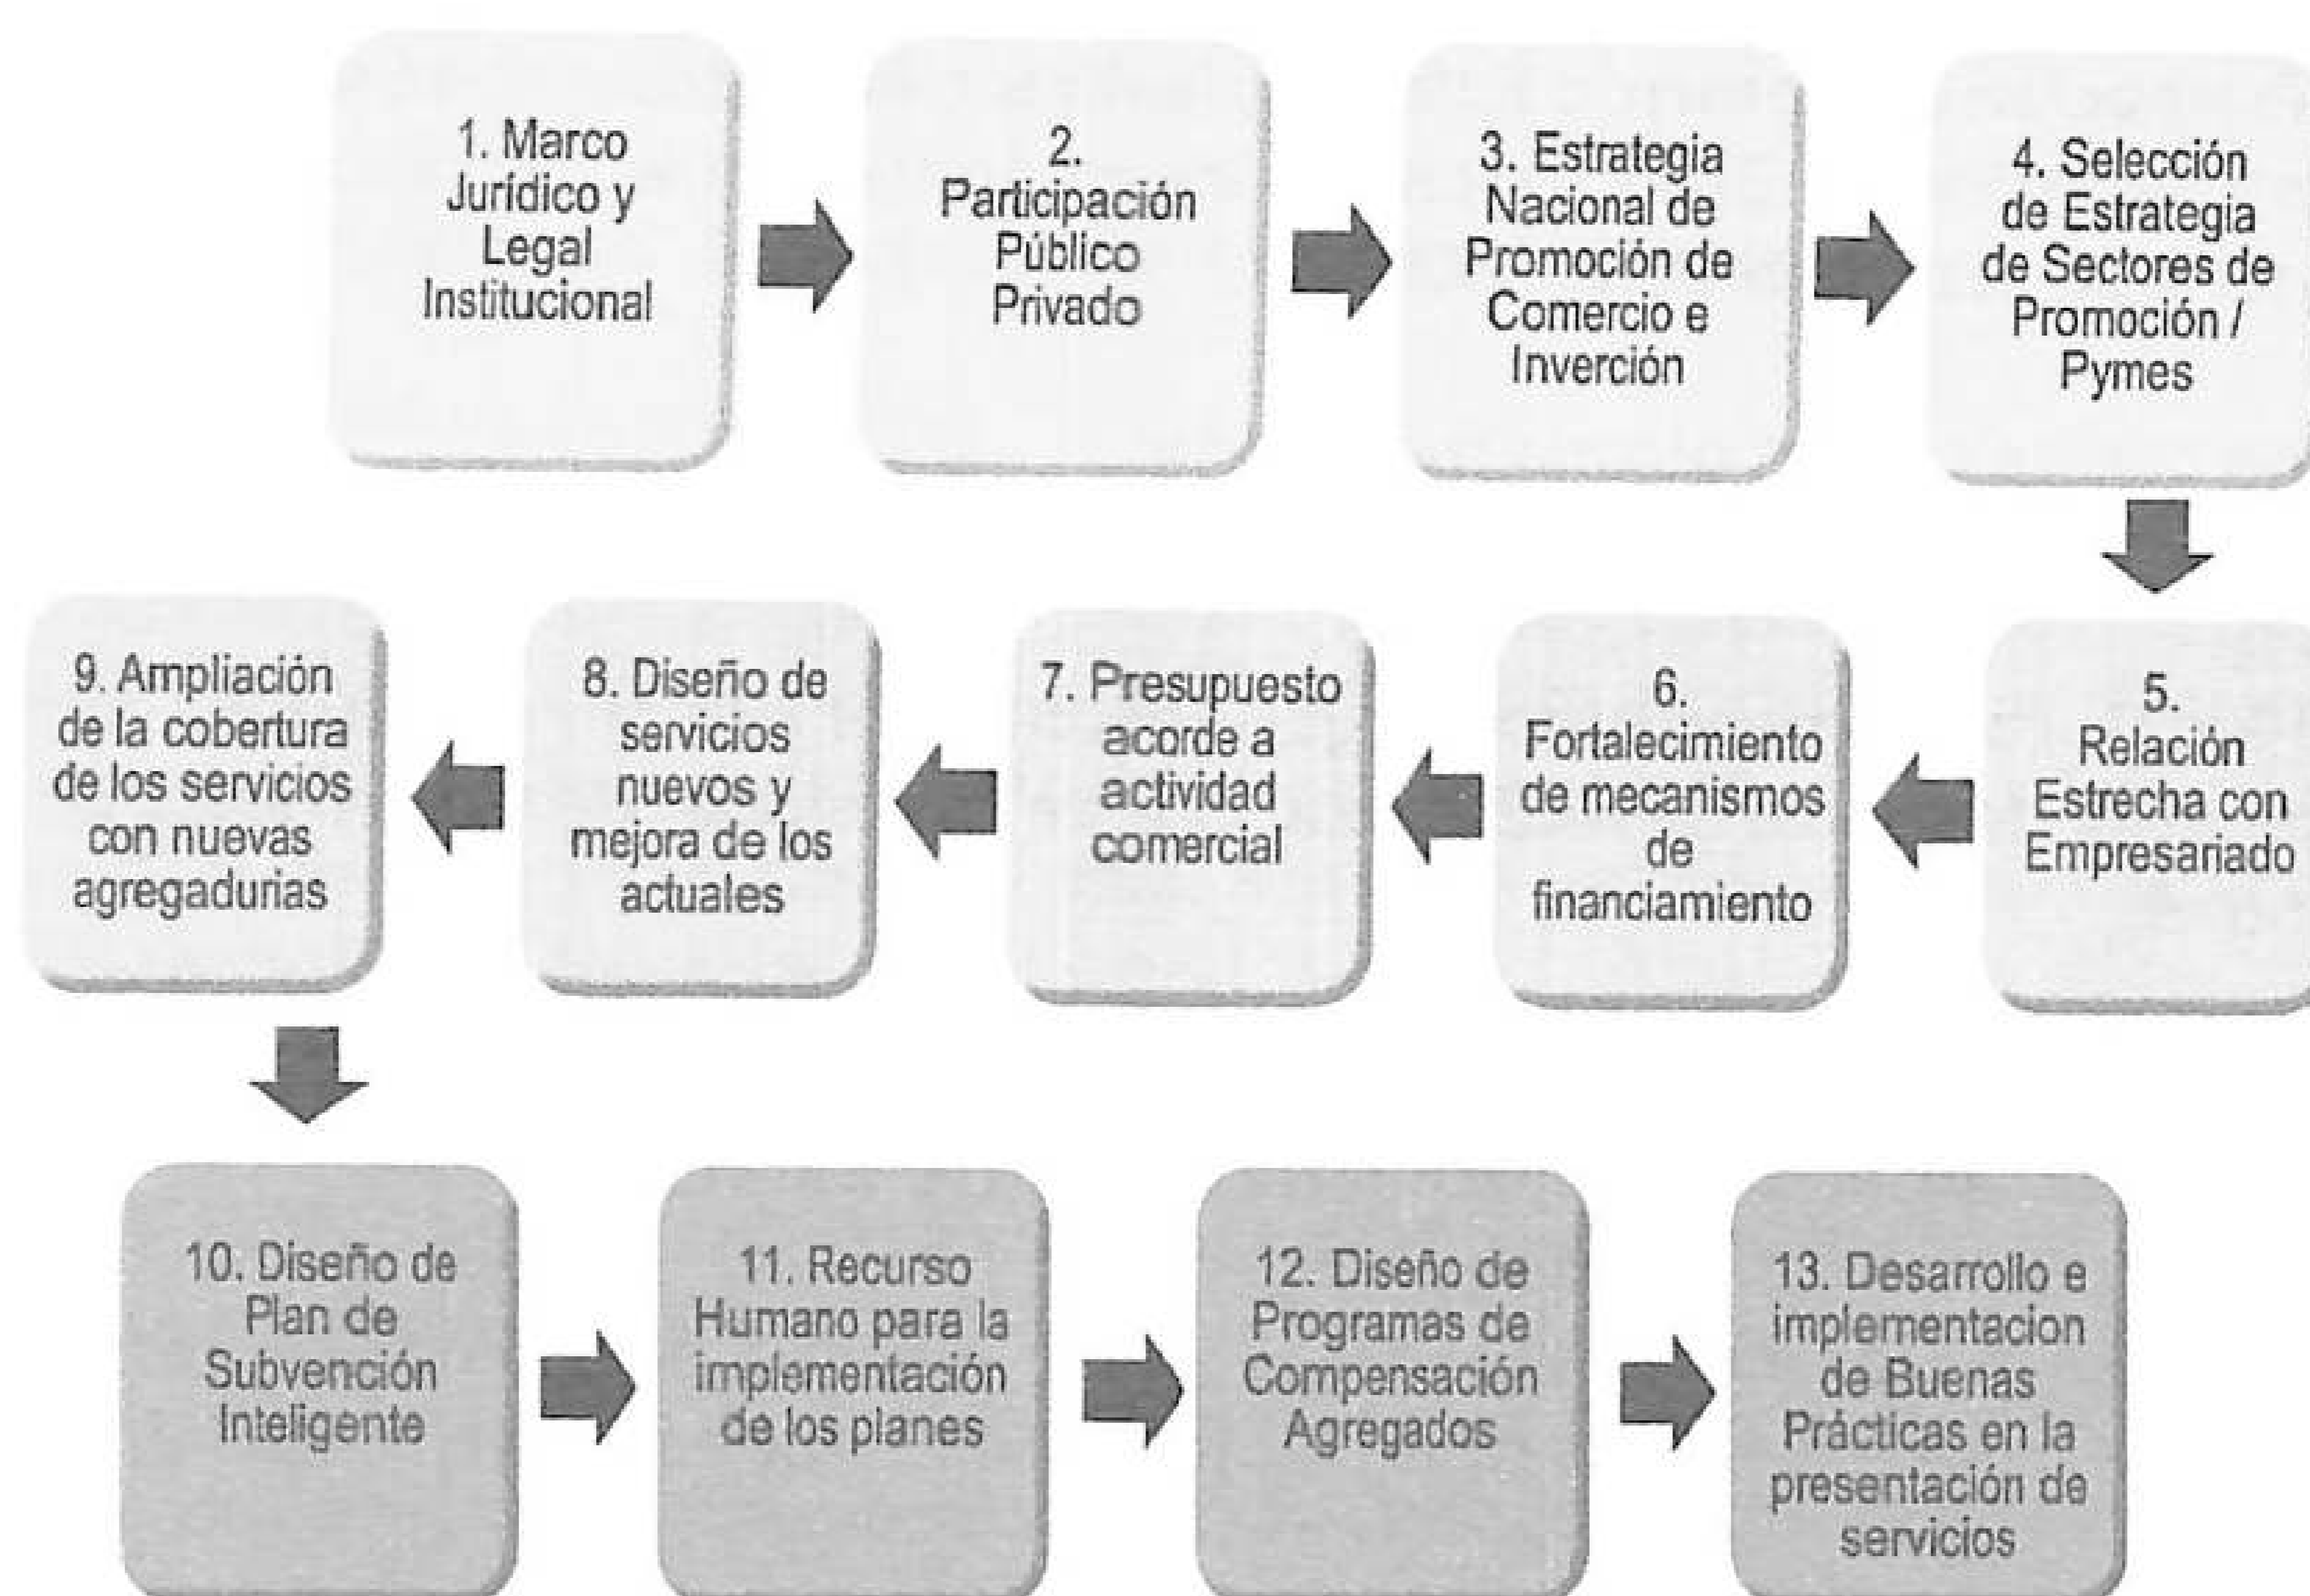 1. Marco
Jurídico y
Legal
Institucional
2.
Participación
Público
Privado
3. Estrategia
Nacional de
Promoción de
Comercio e
Inverción
4. Selección
de Estrategia
de Sectores de
Promoción /
Pymes
5.
Relación
Estrecha con
Empresariado
6.
Fortalecimiento
de mecanismos
de
financiamiento
7. Presupuesto
acorde a
actividad
comercial
8. Diseño de
servicios
nuevos y
mejora de los
actuales
9. Ampliación
de la cobertura
de los servicios
con nuevas
agregadurias
10. Diseño de
Plan de
Subvención
Inteligente
11. Recurso
Humano para la
implementación
de los planes
12. Diseño de
Programas de
Compensación
Agregados
13. Desarrollo e
implementacion
de Buenas
Prácticas en la
presentación de
servicios